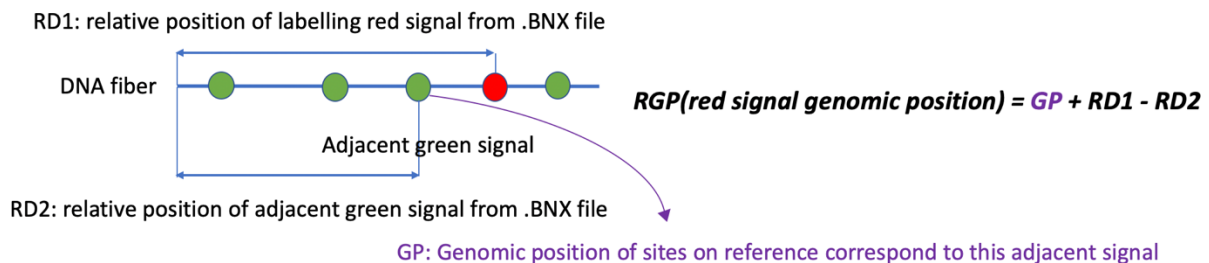 RD1: relative position of labelling red signal from .BNX file
DNA fiber
RGP(red signal genomic position) = GP + RD1 - RD2
Adjacent green signal
RD2: relative position of adjacent green signal from .BNX file
GP: Genomic position of sites on reference correspond to this adjacent signal